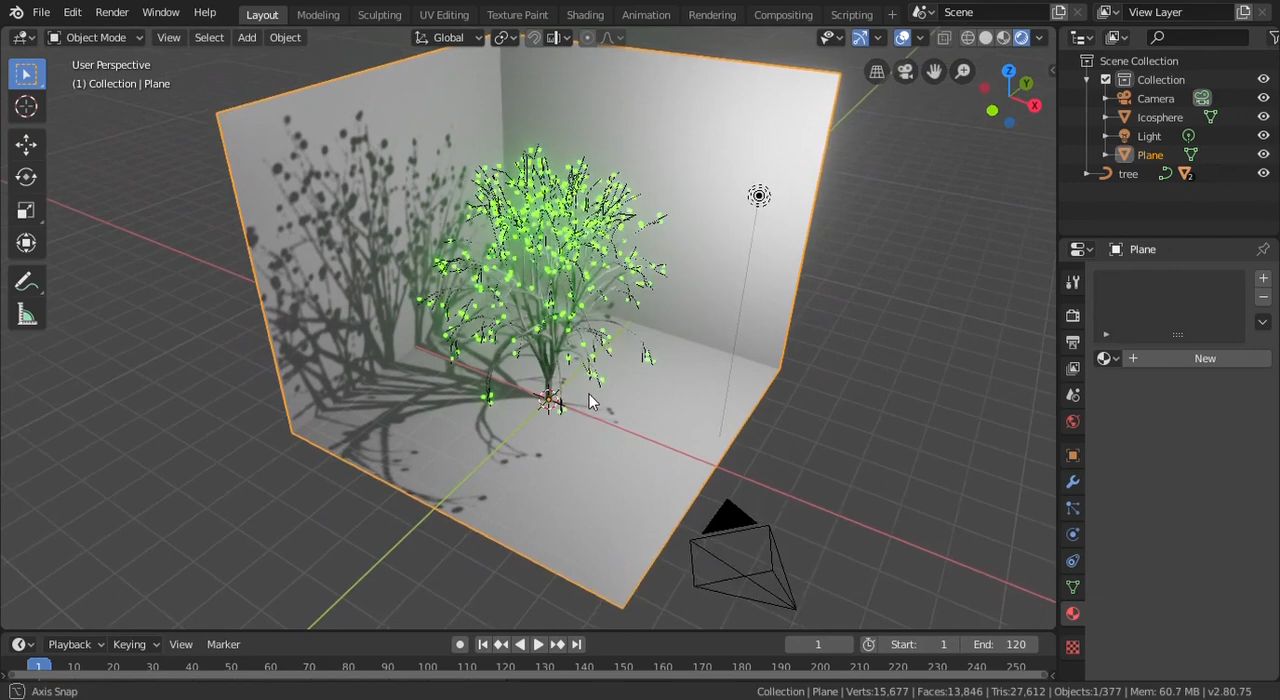 File Edit Render Window Help Layout Modeling Sculpting UV Editing Texture Paint Shading Animation Rendering Compositing Scripting + Scene View Layer
Object Mode View Select Add Object Global
User Perspective
(1) Collection | Plane
Z
Y
X
Scene Collection
Collection
Camera
Icosphere
Light
Plane
tree 2
Plane
+ New
Playback Keying View Marker 1 Start: 1 End: 120
1 10 20 30 40 50 60 70 80 90 100 110 120 130 140 150 160 170 180 190 200 210 220 230 240 250
Axis Snap Collection | Plane | Verts:15,677 | Faces:13,846 | Tris:27,612 | Objects:1/377 | Mem: 60.7 MB | v2.80.75